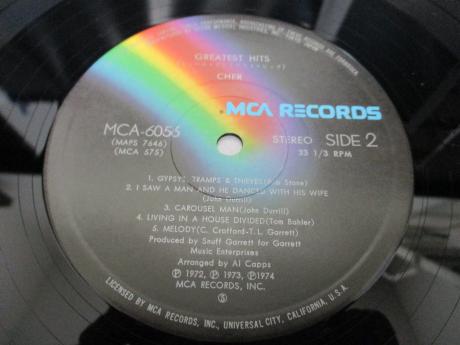 GREATEST HITS
CHER
MCA RECORDS
MCA-6055
(MAPS 7646)
(MCA 575)
STEREO SIDE 2
33 1/3 RPM
1. GYPSYS, TRAMPS & THIEVES(Bob Stone)
2. I SAW A MAN AND HE DANCED WITH HIS WIFE
(John Durrill)
3. CAROUSEL MAN(John Durrill)
4. LIVING IN A HOUSE DIVIDED(Tom Bahler)
5. MELODY(C. Crofford-T. L. Garrett)
Produced by Snuff Garrett for Garrett
Music Enterprises
Arranged by Al Capps
Ⓟ 1972, Ⓟ 1973, Ⓟ 1974
MCA RECORDS, INC.
Ⓢ
LICENSED BY MCA RECORDS, INC., UNIVERSAL CITY, CALIFORNIA, U.S.A.